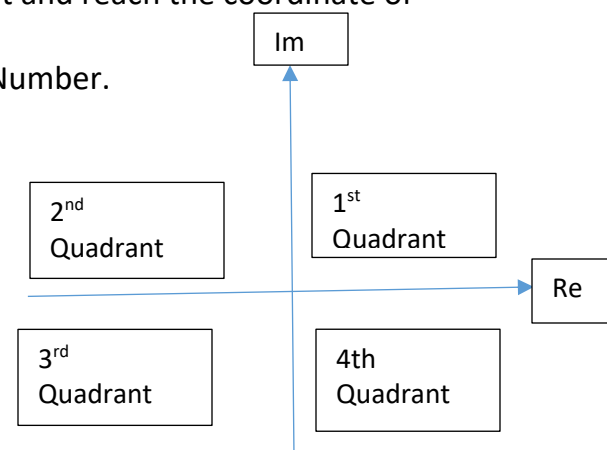 t and reach the coordinate of
Im
Number.
2nd
Quadrant
1st
Quadrant
Re
3rd
Quadrant
4th
Quadrant